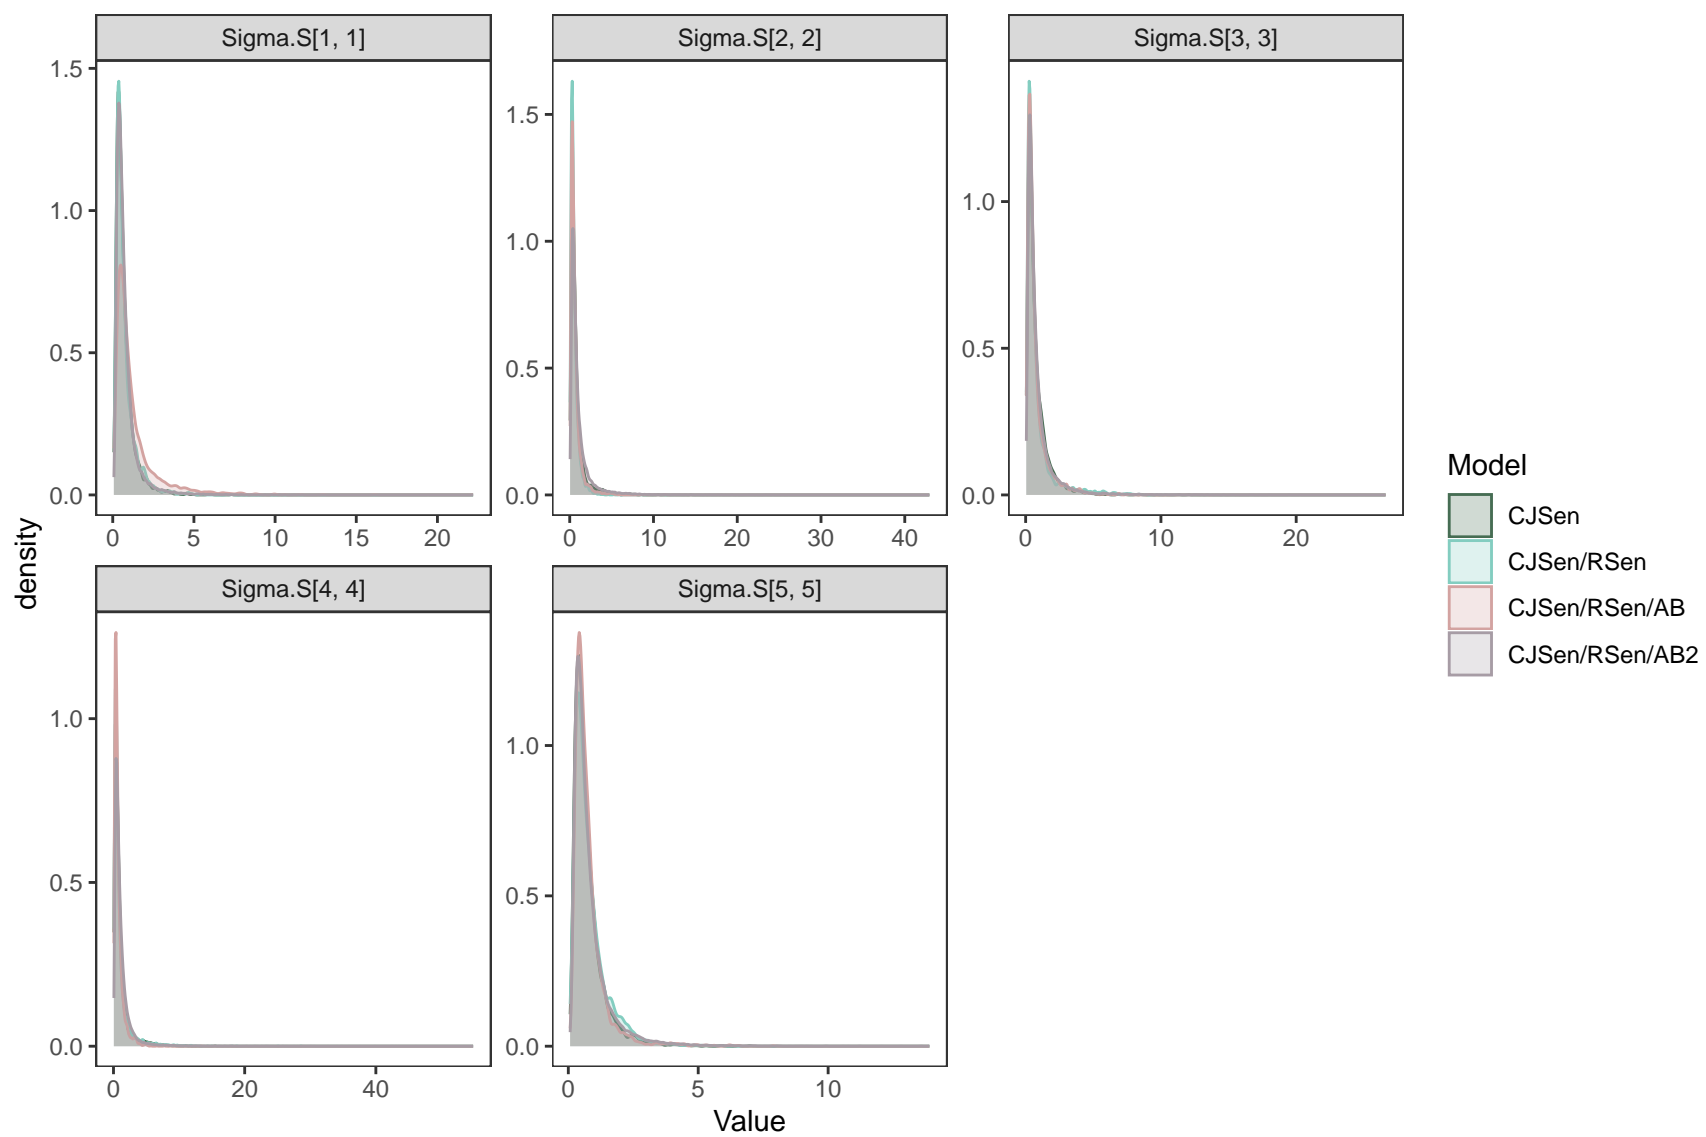 Sigma.S[1, 1]
Sigma.S[2, 2]
Sigma.S[3, 3]
1.5
1.0
0.5
0.0
0 5 10 15 20
1.5
1.0
0.5
0.0
0 10 20 30 40
1.0
0.5
0.0
0 10 20
Sigma.S[4, 4]
Sigma.S[5, 5]
1.0
0.5
0.0
0 20 40
1.0
0.5
0.0
0 5 10
density
Value
Model
CJSen
CJSen/RSen
CJSen/RSen/AB
CJSen/RSen/AB2